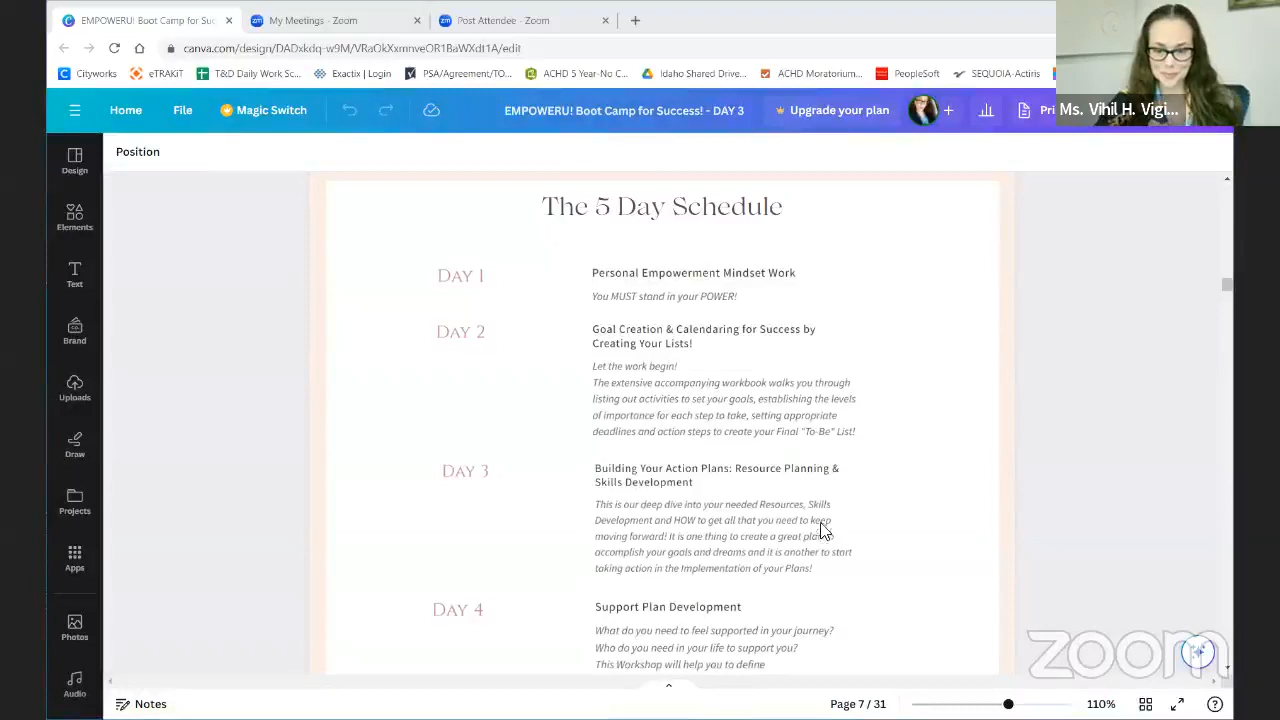 EMPOWERU! Boot Camp for Suc
My Meetings - Zoom
Post Attendee - Zoom
canva.com/design/DADxkdq-w9M/VRaOkXxmnveOR1BaWXdt1A/edit
Cityworks
eTRAKiT
T&D Daily Work Sc...
Exacttime | Login
PSA/Agreement/To...
ACHD 5 Year-No C...
Idaho Shared Drive...
ACHD Moratorium...
PeopleSoft
SEQUOIA-Actiris
Home
File
Magic Switch
EMPOWERU! Boot Camp for Success! - DAY 3
Upgrade your plan
Pri
Ms. Vihil H. Vigi...
Position
Design
Elements
Text
Brand
Uploads
Draw
Projects
Apps
Photos
Audio
The 5 Day Schedule
DAY 1
Personal Empowerment Mindset Work
You MUST stand in your POWER!
DAY 2
Goal Creation & Calendaring for Success by
Creating Your Lists!
Let the work begin!
The extensive accompanying workbook walks you through
listing out activities to set your goals, establishing the levels
of importance for each step to take, setting appropriate
deadlines and action steps to create your Final "To-Be" List!
DAY 3
Building Your Action Plans: Resource Planning &
Skills Development
This is our deep dive into your needed Resources, Skills
Development and HOW to get all that you need to keep
moving forward! It is one thing to create a great plan
accomplish your goals and dreams and it is another to start
taking action in the Implementation of your Plans!
DAY 4
Support Plan Development
What do you need to feel supported in your journey?
Who do you need in your life to support you?
This Workshop will help you to define
zoom
Notes
Page 7 / 31
110%